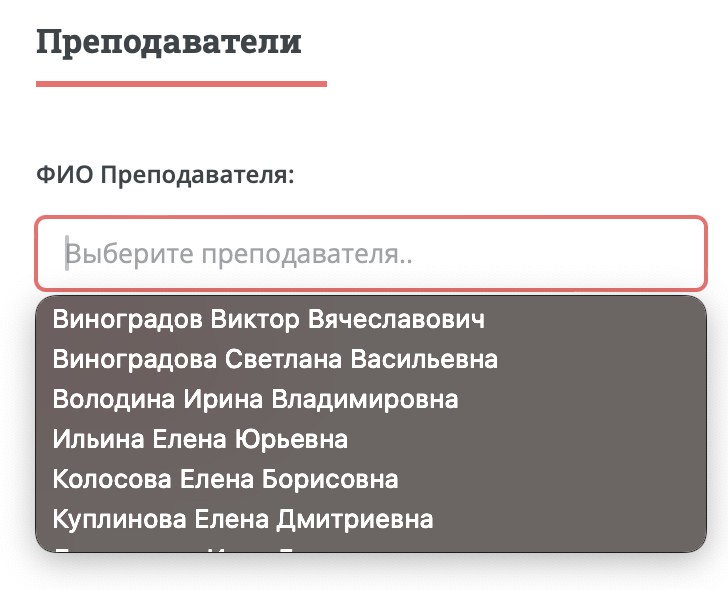 Преподаватели
ФИО Преподавателя:
Выберите преподавателя..
Виноградов Виктор Вячеславович
Виноградова Светлана Васильевна
Володина Ирина Владимировна
Ильина Елена Юрьевна
Колосова Елена Борисовна
Куплинова Елена Дмитриевна